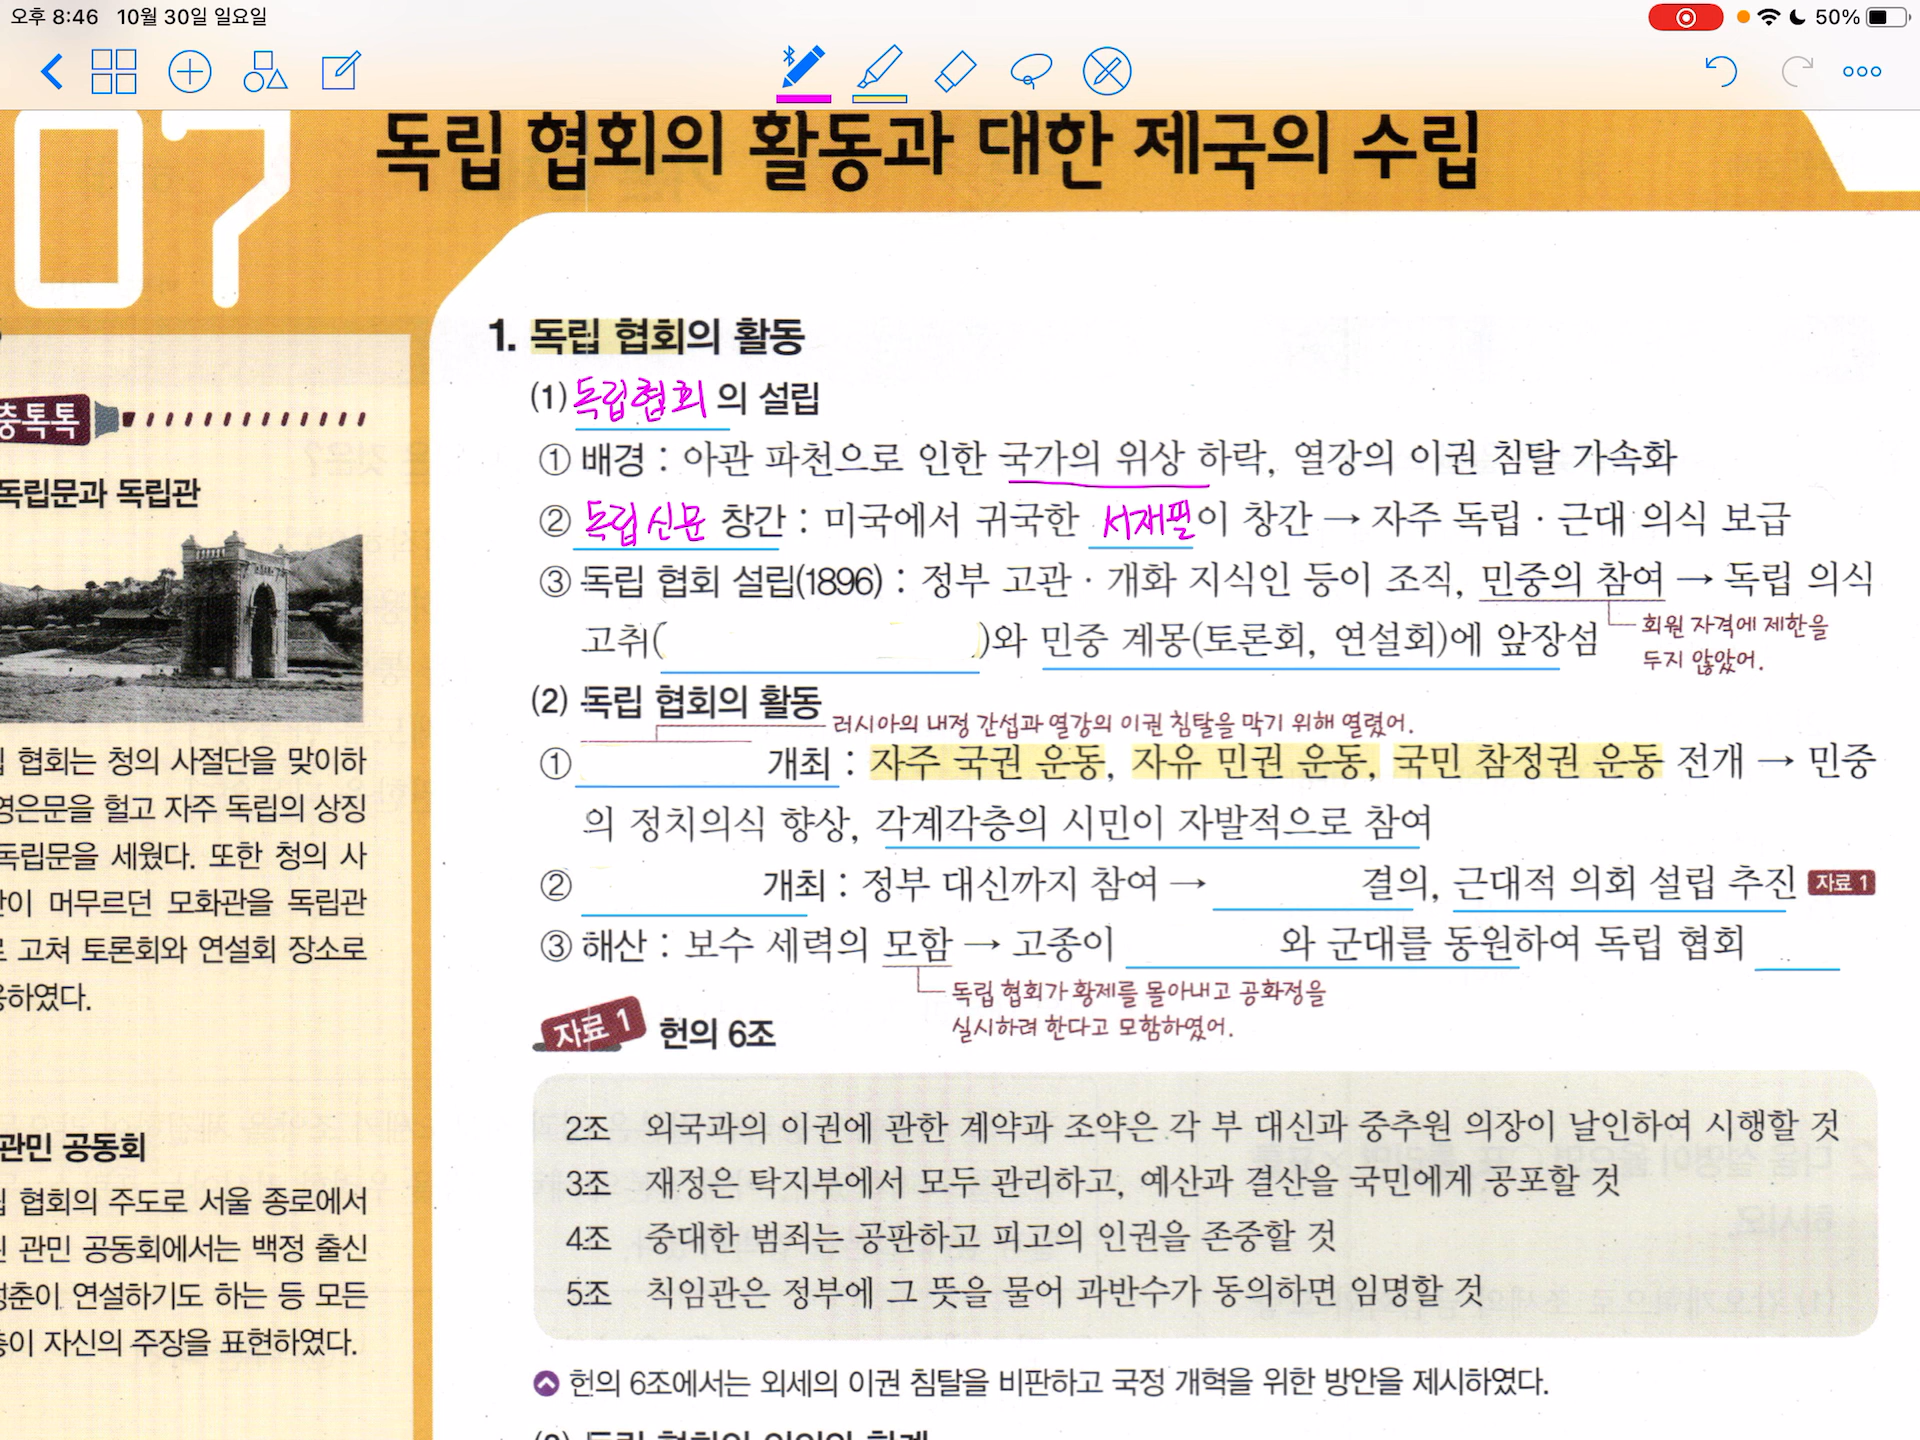 오후 8:46 10월 30일 일요일
50%
07 독립 협회의 활동과 대한 제국의 수립
톡톡
독립문과 독립관
협회는 청의 사절단을 맞이하
영은문을 헐고 자주 독립의 상징
독립문을 세웠다. 또한 청의 사
이 머무르던 모화관을 독립관
고쳐 토론회와 연설회 장소로
하였다.
관민 공동회
협회의 주도로 서울 종로에서
관민 공동회에서는 백정 출신
춘이 연설하기도 하는 등 모든
층이 자신의 주장을 표현하였다.
1. 독립 협회의 활동
(1) 독립협회의 설립
① 배경 : 아관 파천으로 인한 국가의 위상 하락, 열강의 이권 침탈 가속화
② 독립신문 창간 : 미국에서 귀국한 서재필이 창간 → 자주 독립 · 근대 의식 보급
③ 독립 협회 설립(1896) : 정부 고관 · 개화 지식인 등이 조직, 민중의 참여 → 독립 의식
회원 자격에 제한을
두지 않았어.
고취( )와 민중 계몽(토론회, 연설회)에 앞장섬
(2) 독립 협회의 활동
러시아의 내정 간섭과 열강의 이권 침탈을 막기 위해 열렸어.
① 개최 : 자주 국권 운동, 자유 민권 운동, 국민 참정권 운동 전개 → 민중
의 정치의식 향상, 각계각층의 시민이 자발적으로 참여
② 개최 : 정부 대신까지 참여 → 결의, 근대적 의회 설립 추진 자료 1
③ 해산 : 보수 세력의 모함 → 고종이 와 군대를 동원하여 독립 협회
독립 협회가 황제를 몰아내고 공화정을
실시하려 한다고 모함하였어.
자료 1 헌의 6조
2조 외국과의 이권에 관한 계약과 조약은 각 부 대신과 중추원 의장이 날인하여 시행할 것
3조 재정은 탁지부에서 모두 관리하고, 예산과 결산을 국민에게 공포할 것
4조 중대한 범죄는 공판하고 피고의 인권을 존중할 것
5조 칙임관은 정부에 그 뜻을 물어 과반수가 동의하면 임명할 것
헌의 6조에서는 외세의 이권 침탈을 비판하고 국정 개혁을 위한 방안을 제시하였다.